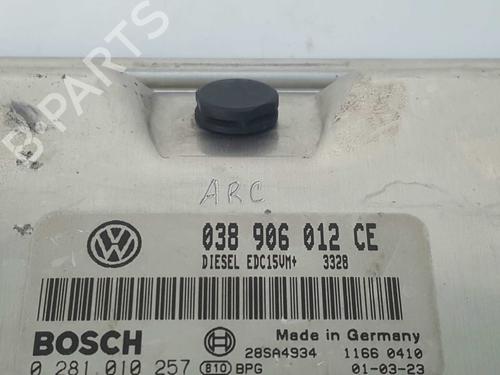 ARC
038 906 012 CE
DIESEL EDC15VM+ 3328
BOSCH
Made in Germany
28SA4934 1166 0410
0 281 010 257 810 BPG 01-03-23
B-PARTS